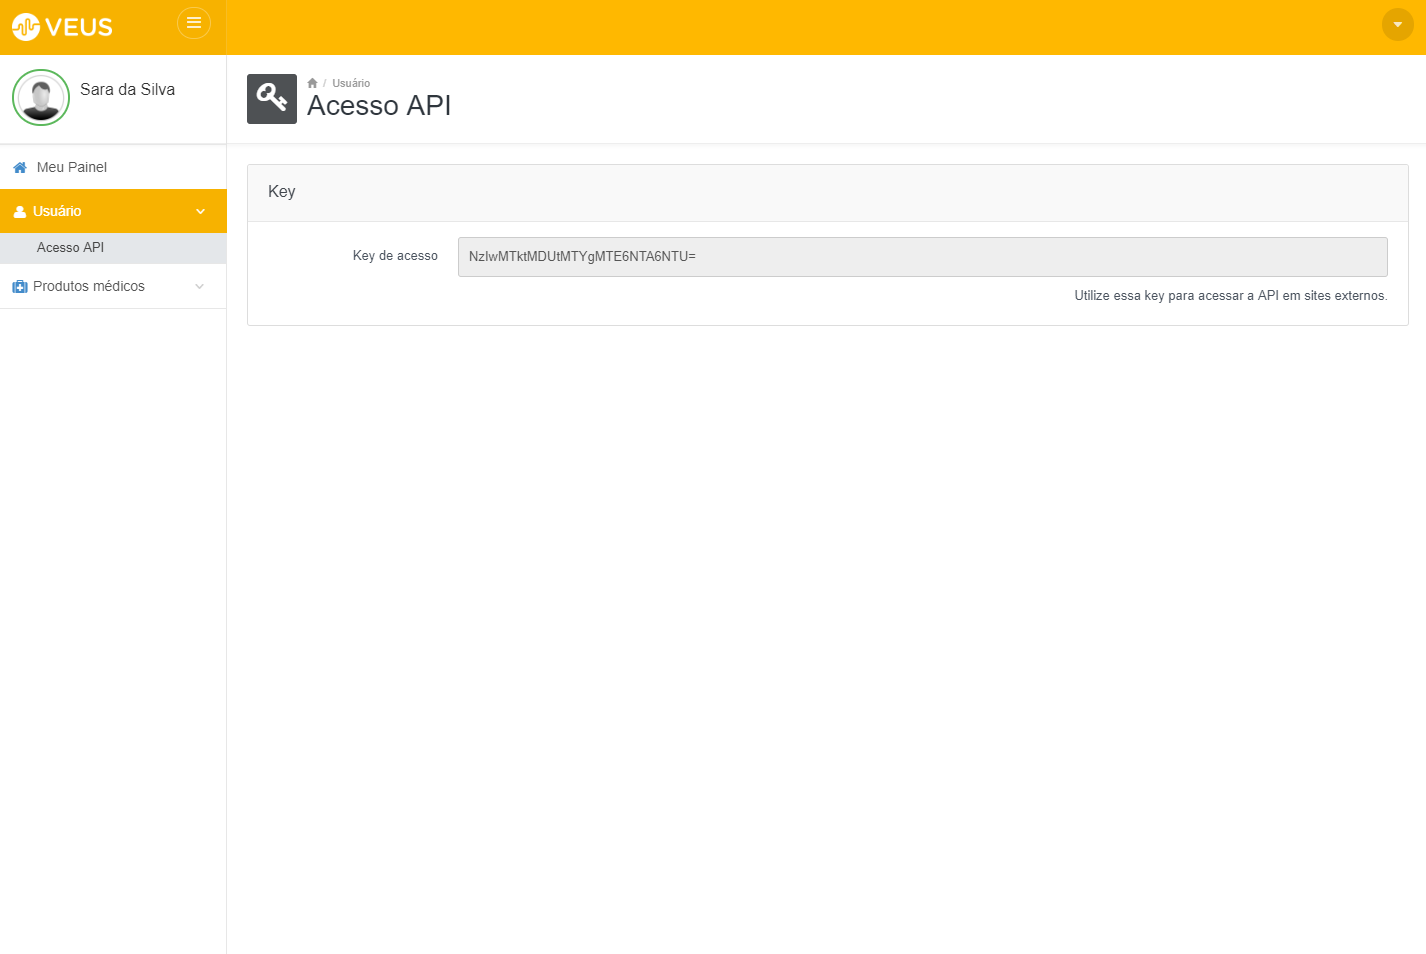 VEUS
Sara da Silva
Meu Painel
Usuário
Acesso API
Produtos médicos
/ Usuário
Acesso API
Key
Key de acesso
NzIwMTktMDUtMTYgMTE6NTA6NTU=
Utilize essa key para acessar a API em sites externos.